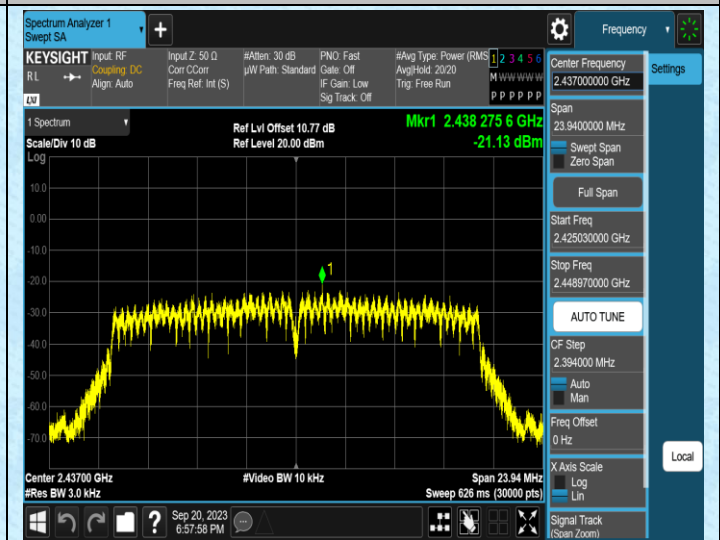 Spectrum Analyzer 1
Swept SA
+
Frequency
KEYSIGHT
R L
LXI
Input: RF
Coupling: DC
Align: Auto
Input Z: 50 Ω
Corr CCorr
Freq Ref: Int (S)
#Atten: 30 dB
µW Path: Standard
PNO: Fast
Gate: Off
IF Gain: Low
Sig Track: Off
#Avg Type: Power (RMS
Avg|Hold: 20/20
Trig: Free Run
1 2 3 4 5 6
M W W W W W
P P P P P P
1 Spectrum
Scale/Div 10 dB
Log
Ref Lvl Offset 10.77 dB
Ref Level 20.00 dBm
Mkr1 2.438 275 6 GHz
-21.13 dBm
10.0
0.00
-10.0
-20.0
-30.0
-40.0
-50.0
-60.0
-70.0
1
Center 2.43700 GHz
#Res BW 3.0 kHz
#Video BW 10 kHz
Span 23.94 MHz
Sweep 626 ms (30000 pts)
Center Frequency
2.437000000 GHz
Span
23.9400000 MHz
Swept Span
Zero Span
Full Span
Start Freq
2.425030000 GHz
Stop Freq
2.448970000 GHz
AUTO TUNE
CF Step
2.394000 MHz
Auto
Man
Freq Offset
0 Hz
X Axis Scale
Log
Lin
Signal Track
(Span Zoom)
Settings
Local
?
Sep 20, 2023
6:57:58 PM